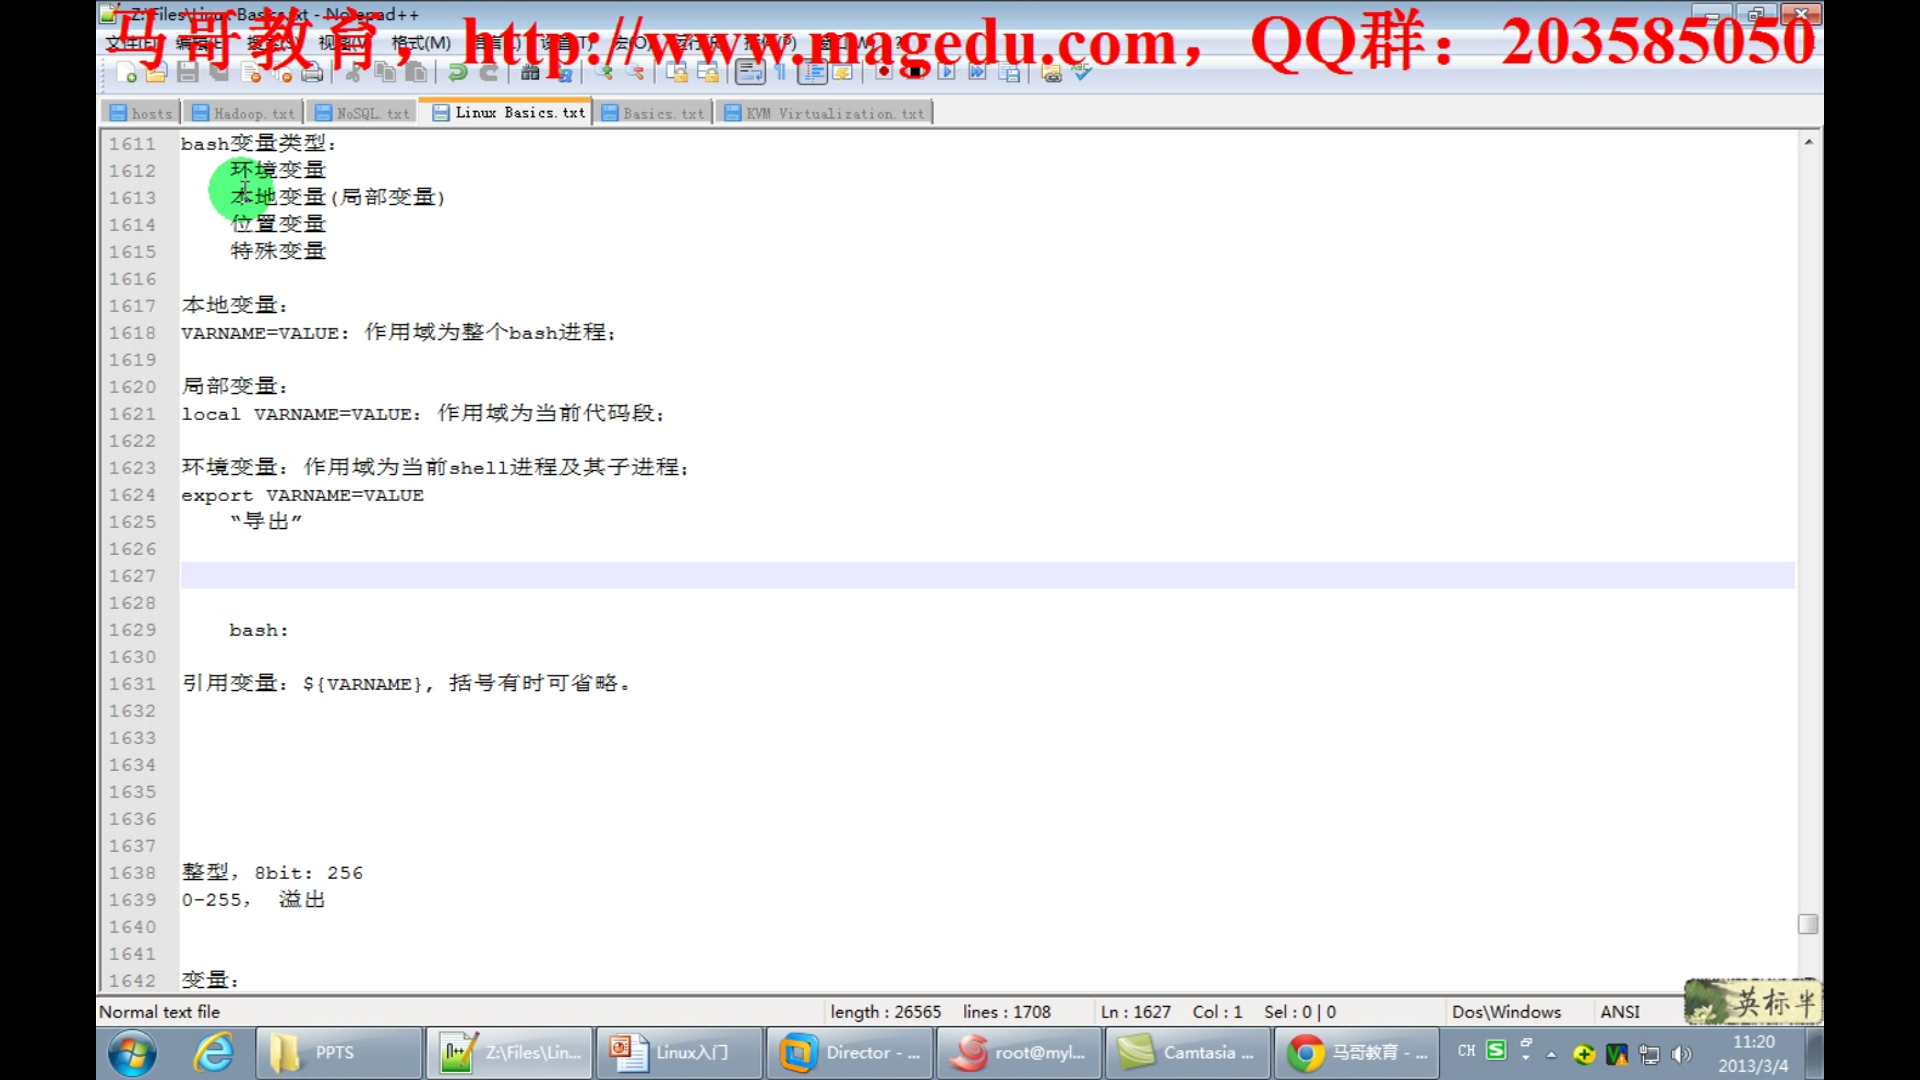 Z:\Files\Linux Basics.txt - Notepad++
马哥教育，http://www.magedu.com，QQ群：203585050
文件(F) 编辑(E) 搜索(S) 视图(V) 格式(M)
hosts Hadoop.txt NoSQL.txt Linux Basics.txt Basics.txt KVM Virtualization.txt
1611 bash变量类型：
1612 环境变量
1613 本地变量(局部变量)
1614 位置变量
1615 特殊变量
1616
1617 本地变量：
1618 VARNAME=VALUE: 作用域为整个bash进程；
1619
1620 局部变量：
1621 local VARNAME=VALUE：作用域为当前代码段；
1622
1623 环境变量：作用域为当前shell进程及其子进程；
1624 export VARNAME=VALUE
1625 “导出”
1626
1627
1628
1629 bash:
1630
1631 引用变量：${VARNAME}, 括号有时可省略。
1632
1633
1634
1635
1636
1637
1638 整型，8bit: 256
1639 0-255， 溢出
1640
1641
1642 变量：
Normal text file length : 26565 lines : 1708 Ln : 1627 Col : 1 Sel : 0 | 0 Dos\Windows ANSI
英标半
PPTS Z:\Files\Lin... Linux入门 Director - ... root@myl... Camtasia ... 马哥教育 - ... CH 11:20
2013/3/4